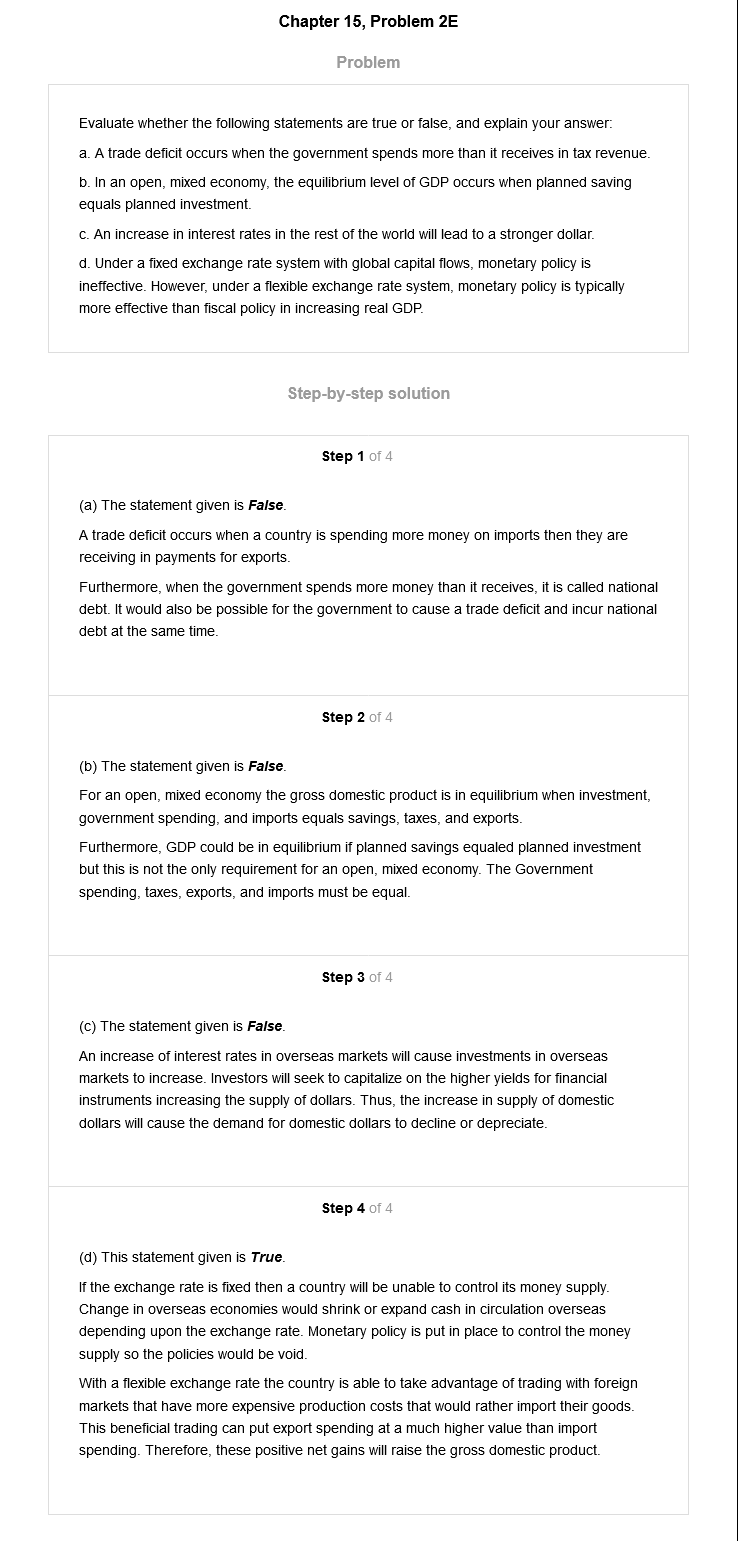 Chapter 15, Problem 2E
Problem
Evaluate whether the following statements are true or false, and explain your answer:
a. A trade deficit occurs when the government spends more than it receives in tax revenue.
b. In an open, mixed economy, the equilibrium level of GDP occurs when planned saving
equals planned investment.
c. An increase in interest rates in the rest of the world will lead to a stronger dollar.
d. Under a fixed exchange rate system with global capital flows, monetary policy is
ineffective. However, under a flexible exchange rate system, monetary policy is typically
more effective than fiscal policy in increasing real GDP.
Step-by-step solution
Step 1 of 4
(a) The statement given is False.
A trade deficit occurs when a country is spending more money on imports then they are
receiving in payments for exports.
Furthermore, when the government spends more money than it receives, it is called national
debt. It would also be possible for the government to cause a trade deficit and incur national
debt at the same time.
Step 2 of 4
(b) The statement given is False.
For an open, mixed economy the gross domestic product is in equilibrium when investment,
government spending, and imports equals savings, taxes, and exports.
Furthermore, GDP could be in equilibrium if planned savings equaled planned investment
but this is not the only requirement for an open, mixed economy. The Government
spending, taxes, exports, and imports must be equal.
Step 3 of 4
(c) The statement given is False.
An increase of interest rates in overseas markets will cause investments in overseas
markets to increase. Investors will seek to capitalize on the higher yields for financial
instruments increasing the supply of dollars. Thus, the increase in supply of domestic
dollars will cause the demand for domestic dollars to decline or depreciate.
Step 4 of 4
(d) This statement given is True.
If the exchange rate is fixed then a country will be unable to control its money supply.
Change in overseas economies would shrink or expand cash in circulation overseas
depending upon the exchange rate. Monetary policy is put in place to control the money
supply so the policies would be void.
With a flexible exchange rate the country is able to take advantage of trading with foreign
markets that have more expensive production costs that would rather import their goods.
This beneficial trading can put export spending at a much higher value than import
spending. Therefore, these positive net gains will raise the gross domestic product.